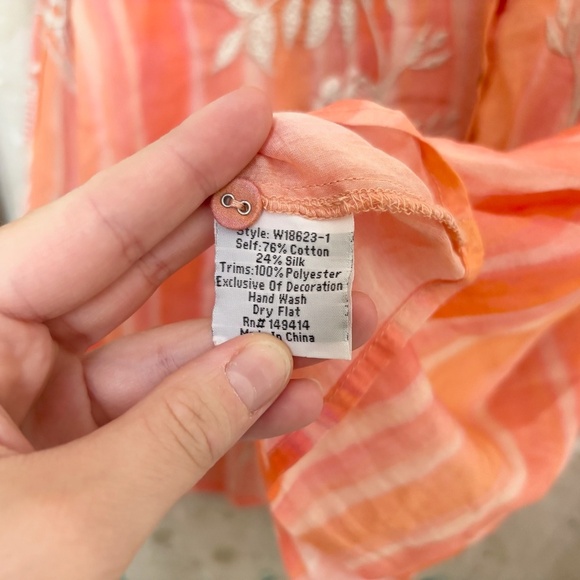 Style: W18623-1
Self:76% Cotton
24% Silk
Trims:100% Polyester
Exclusive Of Decoration
Hand Wash
Dry Flat
Rn# 149414
Made In China